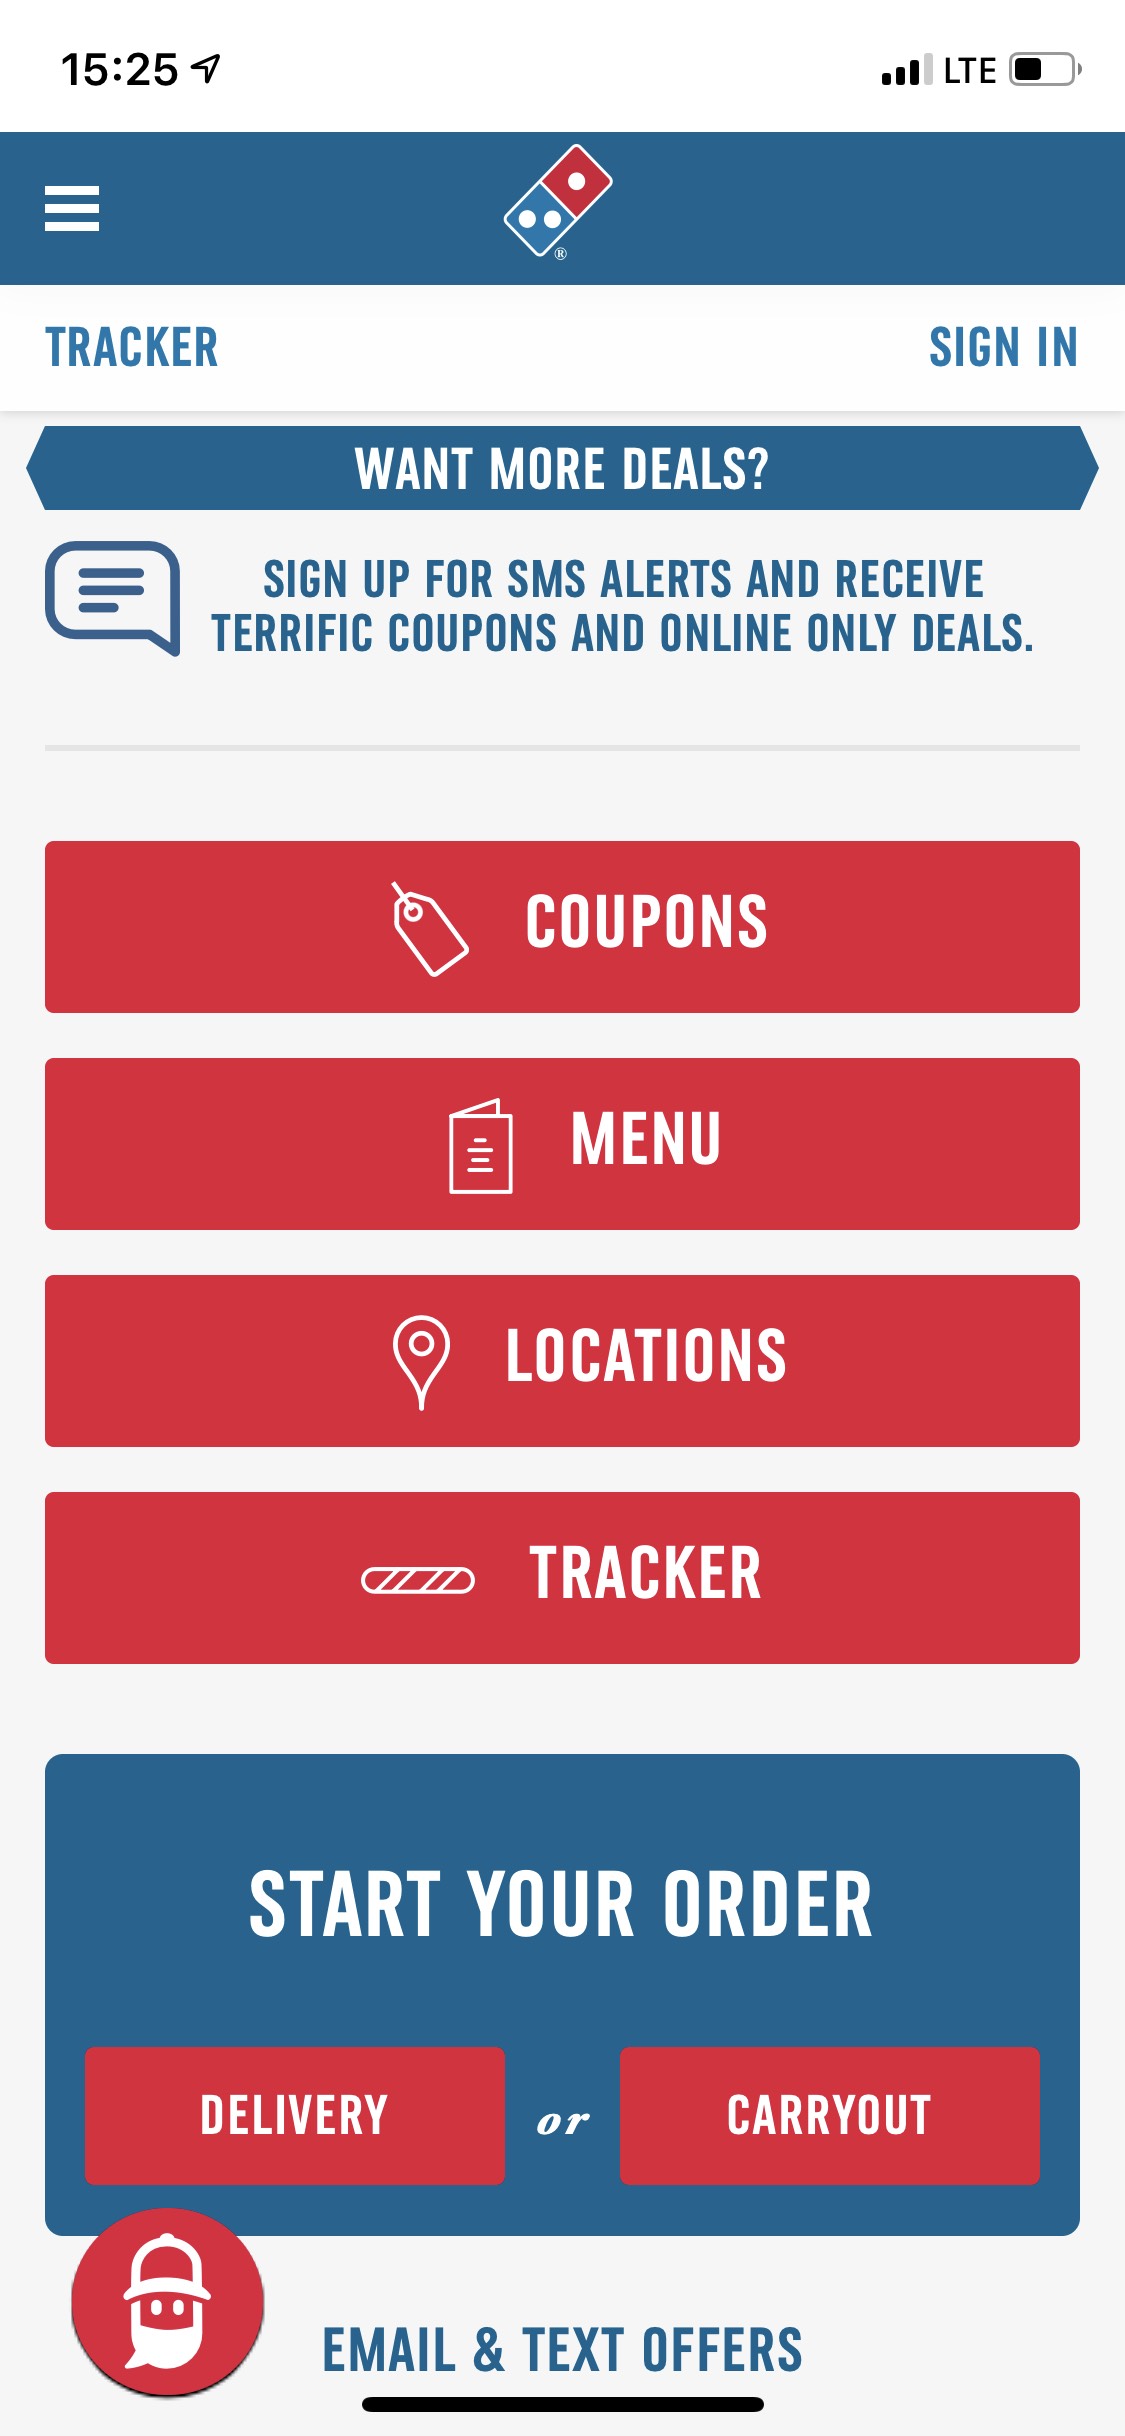 15:25
LTE
®
TRACKER
SIGN IN
WANT MORE DEALS?
SIGN UP FOR SMS ALERTS AND RECEIVE
TERRIFIC COUPONS AND ONLINE ONLY DEALS.
COUPONS
MENU
LOCATIONS
TRACKER
START YOUR ORDER
DELIVERY
or
CARRYOUT
EMAIL & TEXT OFFERS